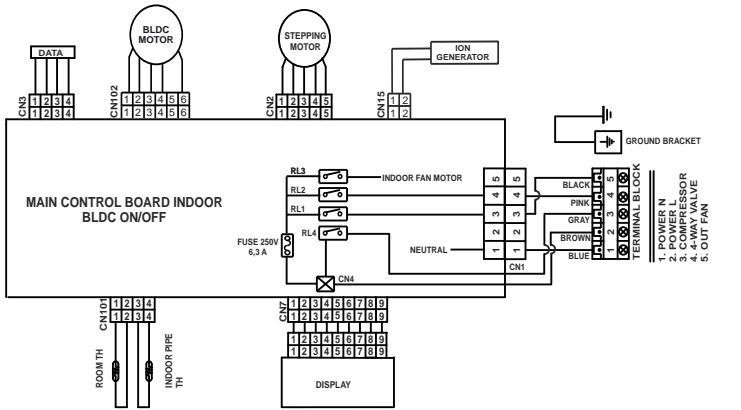 BLDC
MOTOR
STEPPING
MOTOR
ION
GENERATOR
DATA
CN3
1 2 3 4
1 2 3 4
CN102
1 2 3 4 5 6
1 2 3 4 5 6
CN2
1 2 3 4 5
1 2 3 4 5
CN15
1 2
1 2
GROUND BRACKET
MAIN CONTROL BOARD INDOOR
BLDC ON/OFF
RL3
INDOOR FAN MOTOR
RL2
RL1
RL4
FUSE 250V
6,3 A
NEUTRAL
CN4
5 5
4 4
3 3
2 2
1 1
CN1
BLACK
PINK
GRAY
BROWN
BLUE
5
4
3
2
1
TERMINAL BLOCK
1. POWER N
2. POWER L
3. COMPRESSOR
4. 4-WAY VALVE
5. OUT FAN
CN101
1 2 3 4
1 2 3 4
ROOM TH
INDOOR PIPE
TH
CN7
1 2 3 4 5 6 7 8 9
1 2 3 4 5 6 7 8 9
1 2 3 4 5 6 7 8 9
1 2 3 4 5 6 7 8 9
DISPLAY